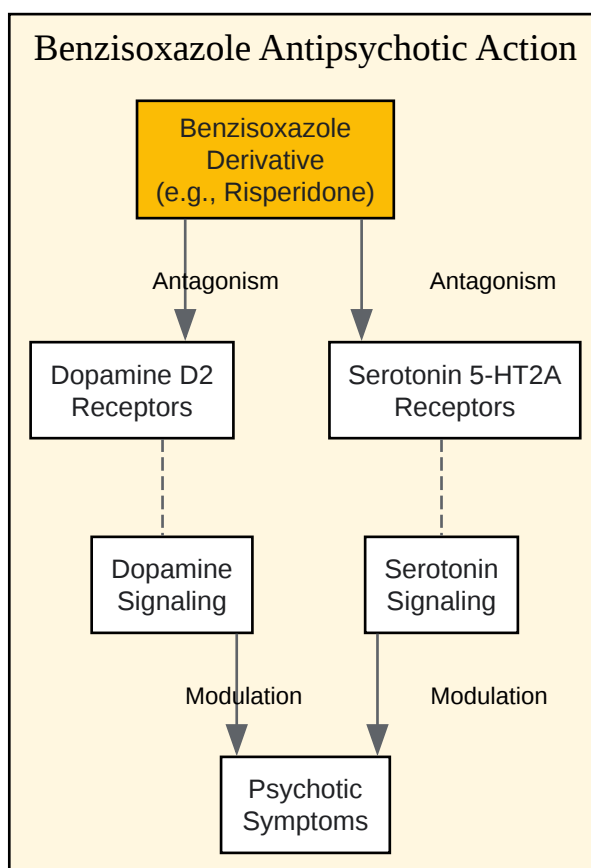 Benzisoxazole Antipsychotic Action
Benzisoxazole
Derivative
(e.g., Risperidone)
Antagonism
Antagonism
Dopamine D2
Receptors
Serotonin 5-HT2A
Receptors
Dopamine
Signaling
Serotonin
Signaling
Modulation
Modulation
Psychotic
Symptoms